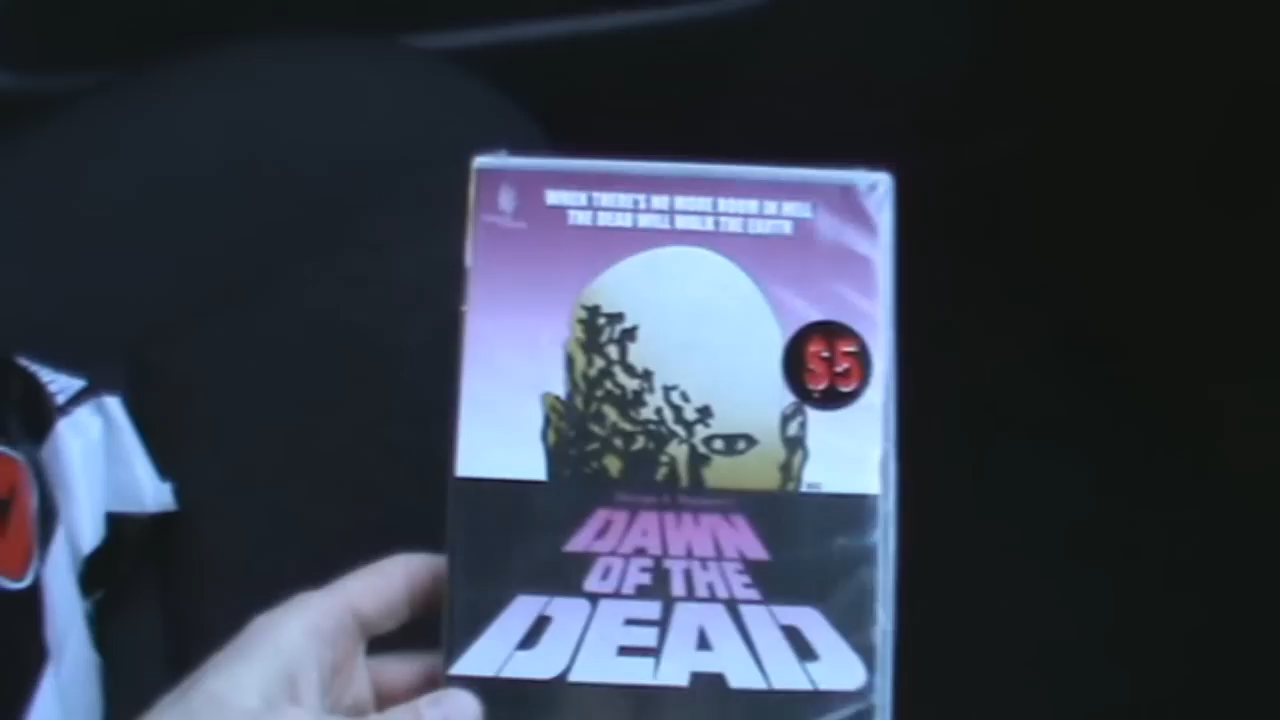 WHEN THERE'S NO MORE ROOM IN HELL
THE DEAD WILL WALK THE EARTH
$5
DAWN
OF THE
DEAD